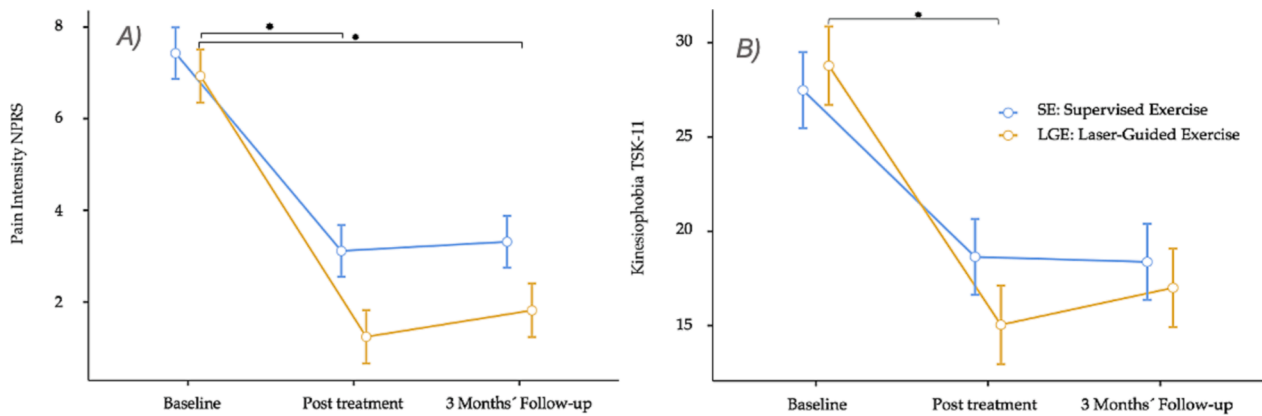 A)
*
*
8
6
4
2
Pain Intensity NPRS
Baseline Post treatment 3 Months´ Follow-up
B)
*
30
25
20
15
Kinesiophobia TSK-11
SE: Supervised Exercise
LGE: Laser-Guided Exercise
Baseline Post treatment 3 Months´ Follow-up